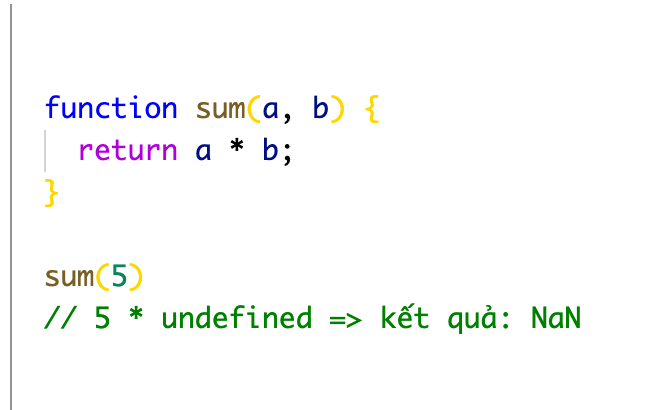 function sum(a, b) {
  return a * b;
}
sum(5)
// 5 * undefined => kết quả: NaN